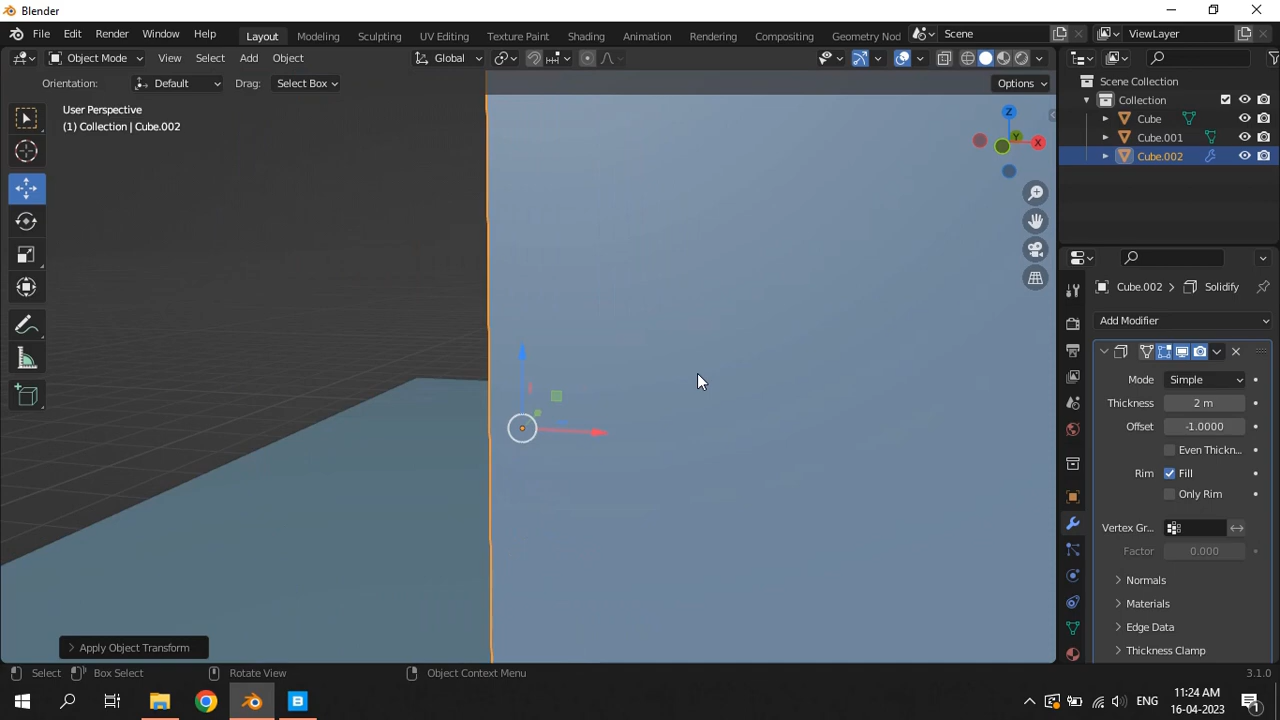 Blender
File Edit Render Window Help Layout Modeling Sculpting UV Editing Texture Paint Shading Animation Rendering Compositing Geometry Nod Scene ViewLayer
Object Mode View Select Add Object Global
Orientation: Default Drag: Select Box Options
User Perspective
(1) Collection | Cube.002
Z
Y
X
Scene Collection
Collection
Cube
Cube.001
Cube.002
Cube.002 > Solidify
Add Modifier
Mode Simple
Thickness 2 m
Offset -1.0000
Even Thickn...
Rim Fill
Only Rim
Vertex Gr...
Factor 0.000
Normals
Materials
Edge Data
Thickness Clamp
Apply Object Transform
Select Box Select Rotate View Object Context Menu 3.1.0
ENG
11:24 AM
16-04-2023
1